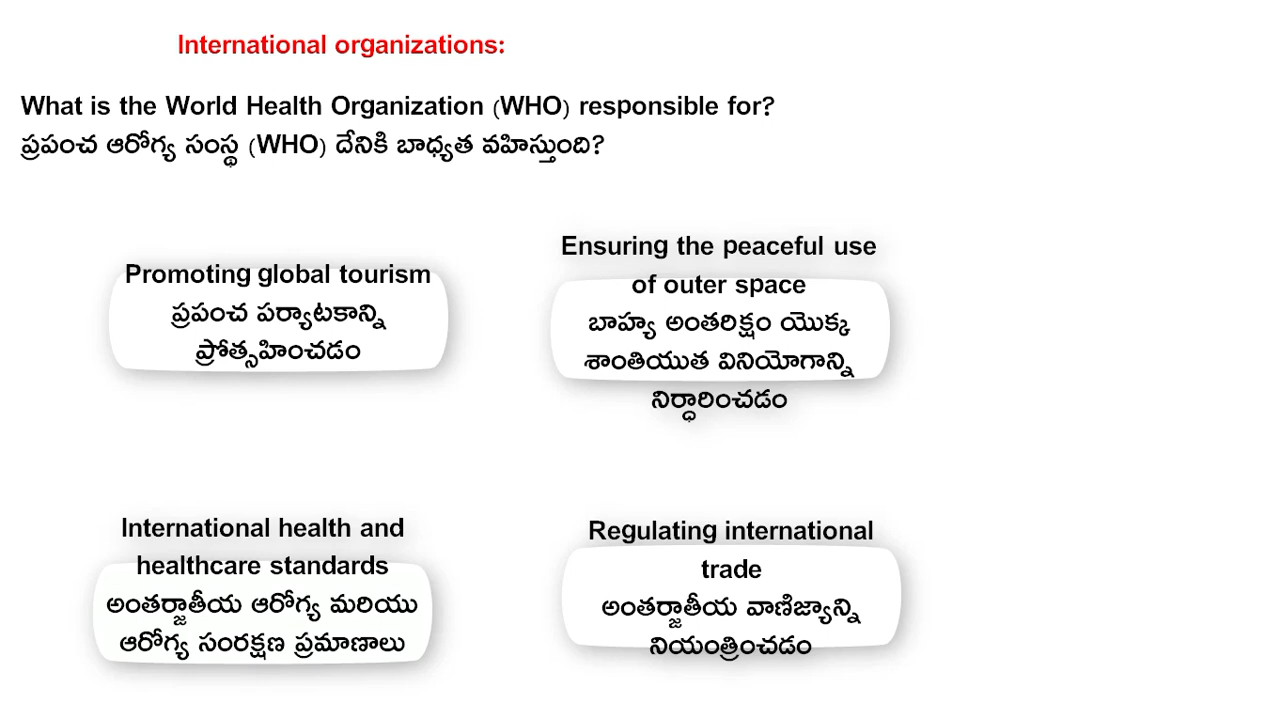 International organizations:
What is the World Health Organization (WHO) responsible for?
ప్రపంచ ఆరోగ్య సంస్థ (WHO) దేనికి బాధ్యత వహిస్తుంది?
Promoting global tourism
ప్రపంచ పర్యాటకాన్ని
ప్రోత్సహించడం
Ensuring the peaceful use
of outer space
బాహ్య అంతరిక్షం యొక్క
శాంతియుత వినియోగాన్ని
నిర్ధారించడం
International health and
healthcare standards
అంతర్జాతీయ ఆరోగ్య మరియు
ఆరోగ్య సంరక్షణ ప్రమాణాలు
Regulating international
trade
అంతర్జాతీయ వాణిజ్యాన్ని
నియంత్రించడం